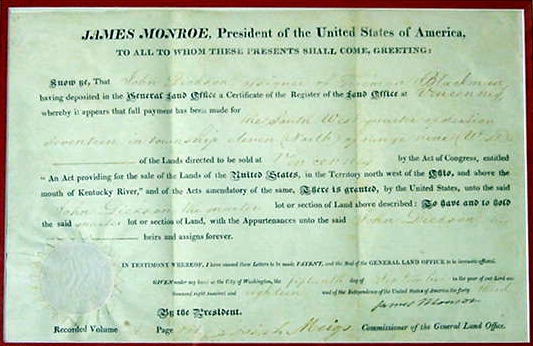 JAMES MONROE, President of the United States of America,
TO ALL TO WHOM THESE PRESENTS SHALL COME, GREETING:
Know ye, That John Dickson assignee of Blackman
having deposited in the General Land Office a Certificate of the Register of the Land Office at Vincennes
whereby it appears that full payment has been made for
the South West quarter of section
seventeen in township eleven (North) of range nine (West)
of the Lands directed to be sold at Vincennes by the Act of Congress, entitled
“An Act providing for the sale of the Lands of the United States, in the Territory north west of the Ohio, and above the
mouth of Kentucky River,” and of the Acts amendatory of the same, There is granted, by the United States, unto the said
John Dickson the quarter lot or section of Land above described: To have and to hold
the said quarter lot or section of Land, with the Appurtenances unto the said John Dickson his
heirs and assigns forever.
IN TESTIMONY WHEREOF, I have caused these Letters to be made PATENT, and the Seal of the GENERAL LAND OFFICE to be hereunto affixed.
GIVEN under my hand at the City of Washington, the fifteenth day of in the year of our Lord one
thousand eight hundred and eighteen and of the Independence of the United States the forty third
James Monroe
By the President.
Recorded Volume Page Josiah Meigs Commissioner of the General Land Office.